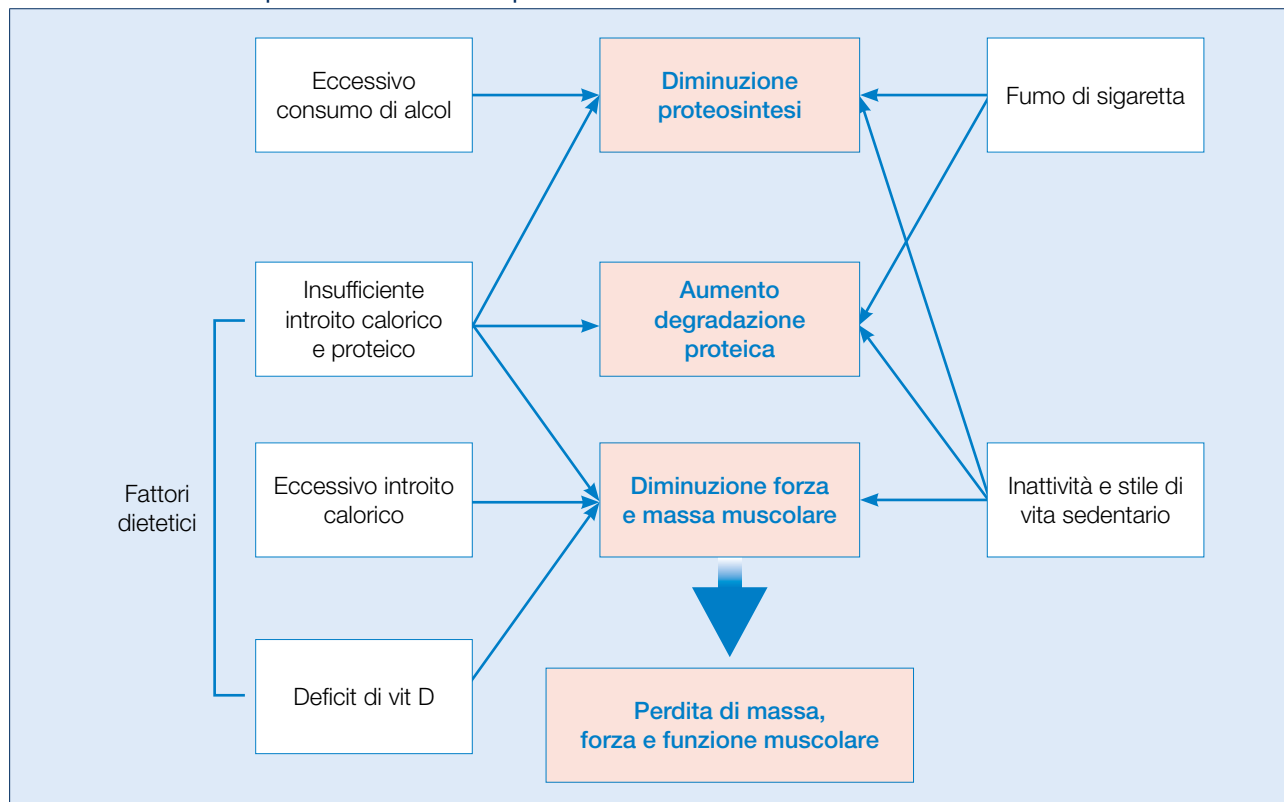 Eccessivo
consumo di alcol
Diminuzione
proteosintesi
Fumo di sigaretta
Insufficiente
introito calorico
e proteico
Aumento
degradazione
proteica
Fattori
dietetici
Eccessivo introito
calorico
Diminuzione forza
e massa muscolare
Inattività e stile di
vita sedentario
Deficit di vit D
Perdita di massa,
forza e funzione muscolare